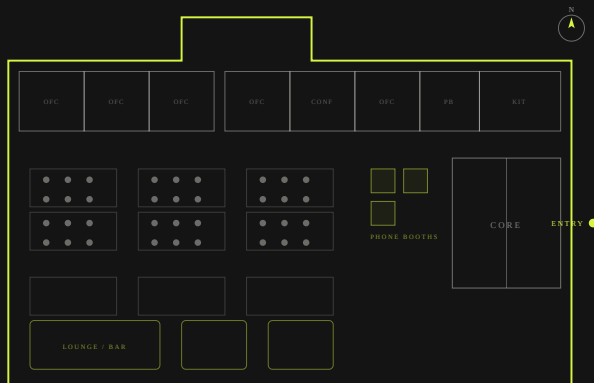 N
OFC
OFC
OFC
OFC
CONF
OFC
PB
KIT
CORE
ENTRY
PHONE BOOTHS
LOUNGE / BAR